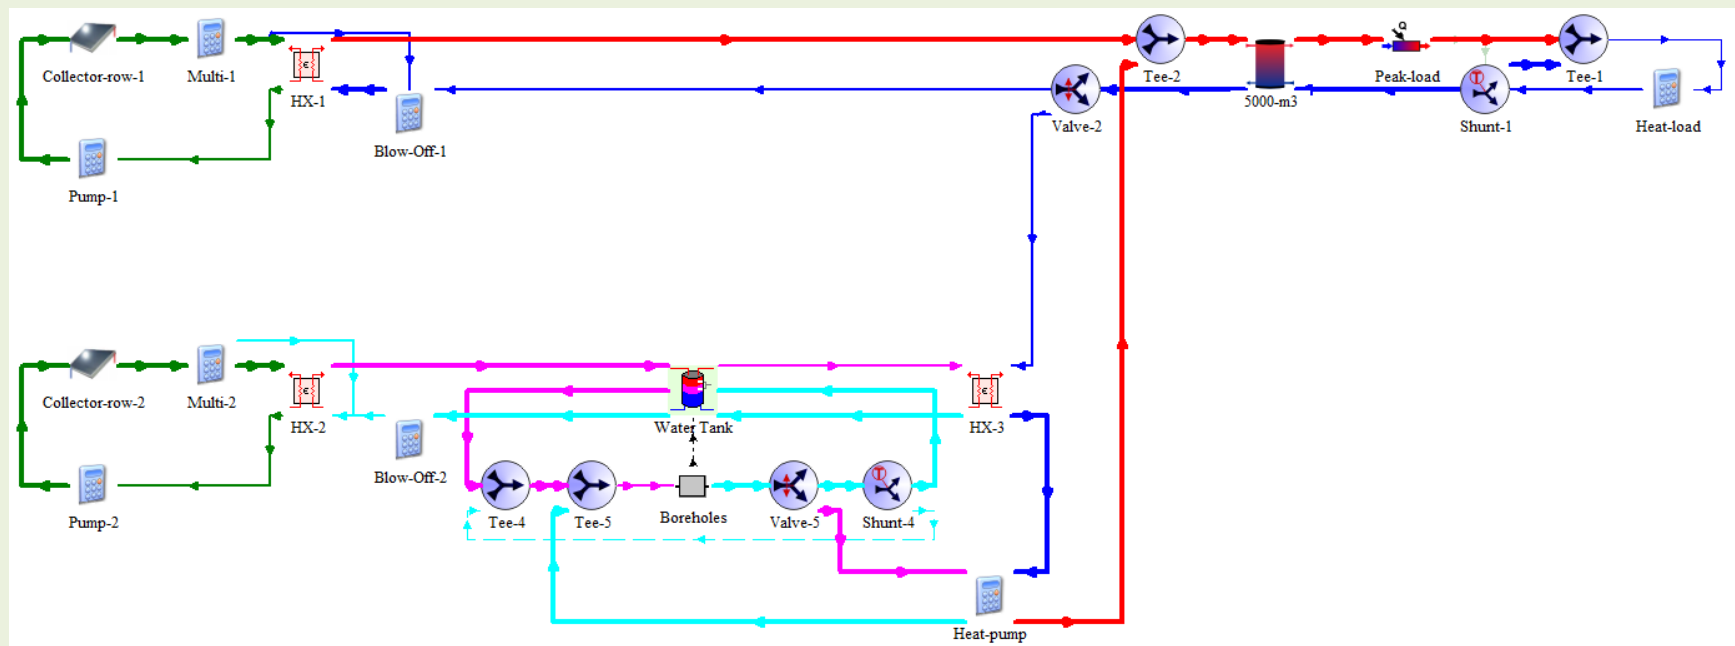 Q
Collector-row-1
Multi-1
HX-1
Tee-2
Peak-load
Tee-1
5000-m3
T
Valve-2
Shunt-1
Heat-load
Blow-Off-1
Pump-1
Collector-row-2
Multi-2
HX-2
Water Tank
HX-3
Blow-Off-2
T
Pump-2
Tee-4
Tee-5
Boreholes
Valve-5
Shunt-4
Heat-pump